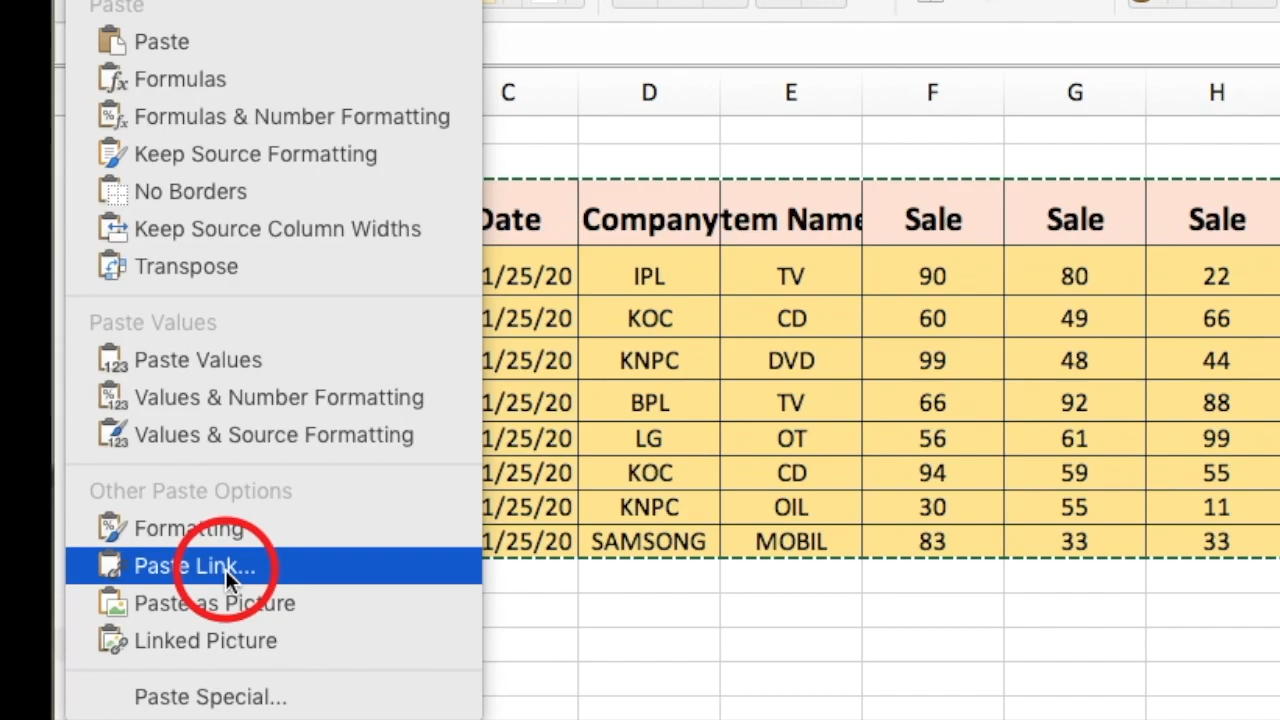 Paste
Paste
Formulas
Formulas & Number Formatting
Keep Source Formatting
No Borders
Keep Source Column Widths
Transpose
Paste Values
Paste Values
Values & Number Formatting
Values & Source Formatting
Other Paste Options
Formatting
Paste Link...
Paste as Picture
Linked Picture
Paste Special...
C D E F G H
Date Company tem Name Sale Sale Sale
1/25/20 IPL TV 90 80 22
1/25/20 KOC CD 60 49 66
1/25/20 KNPC DVD 99 48 44
1/25/20 BPL TV 66 92 88
1/25/20 LG OT 56 61 99
1/25/20 KOC CD 94 59 55
1/25/20 KNPC OIL 30 55 11
1/25/20 SAMSONG MOBIL 83 33 33